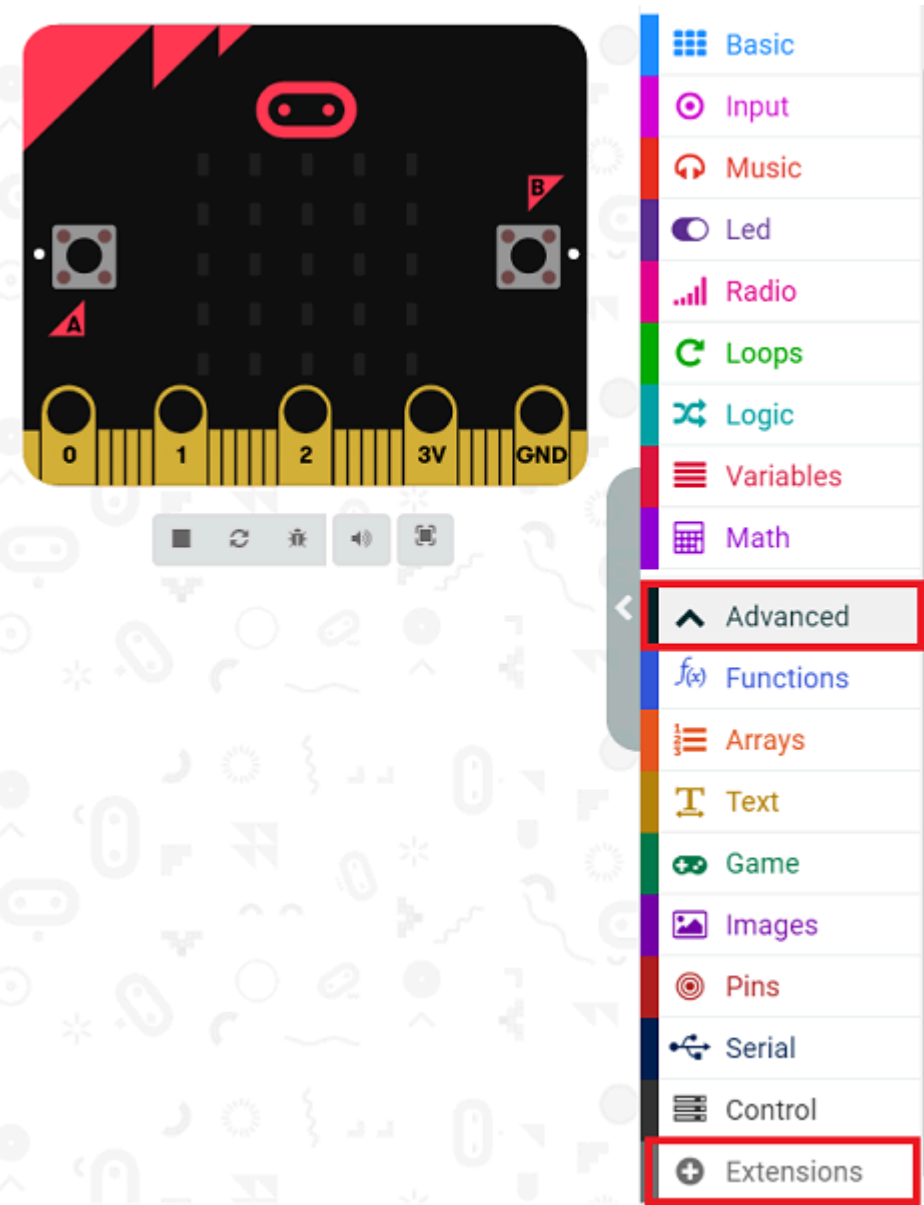 B
A
0 1 2 3V GND
Basic
Input
Music
Led
Radio
Loops
Logic
Variables
Math
Advanced
f(x) Functions
Arrays
Text
Game
Images
Pins
Serial
Control
Extensions